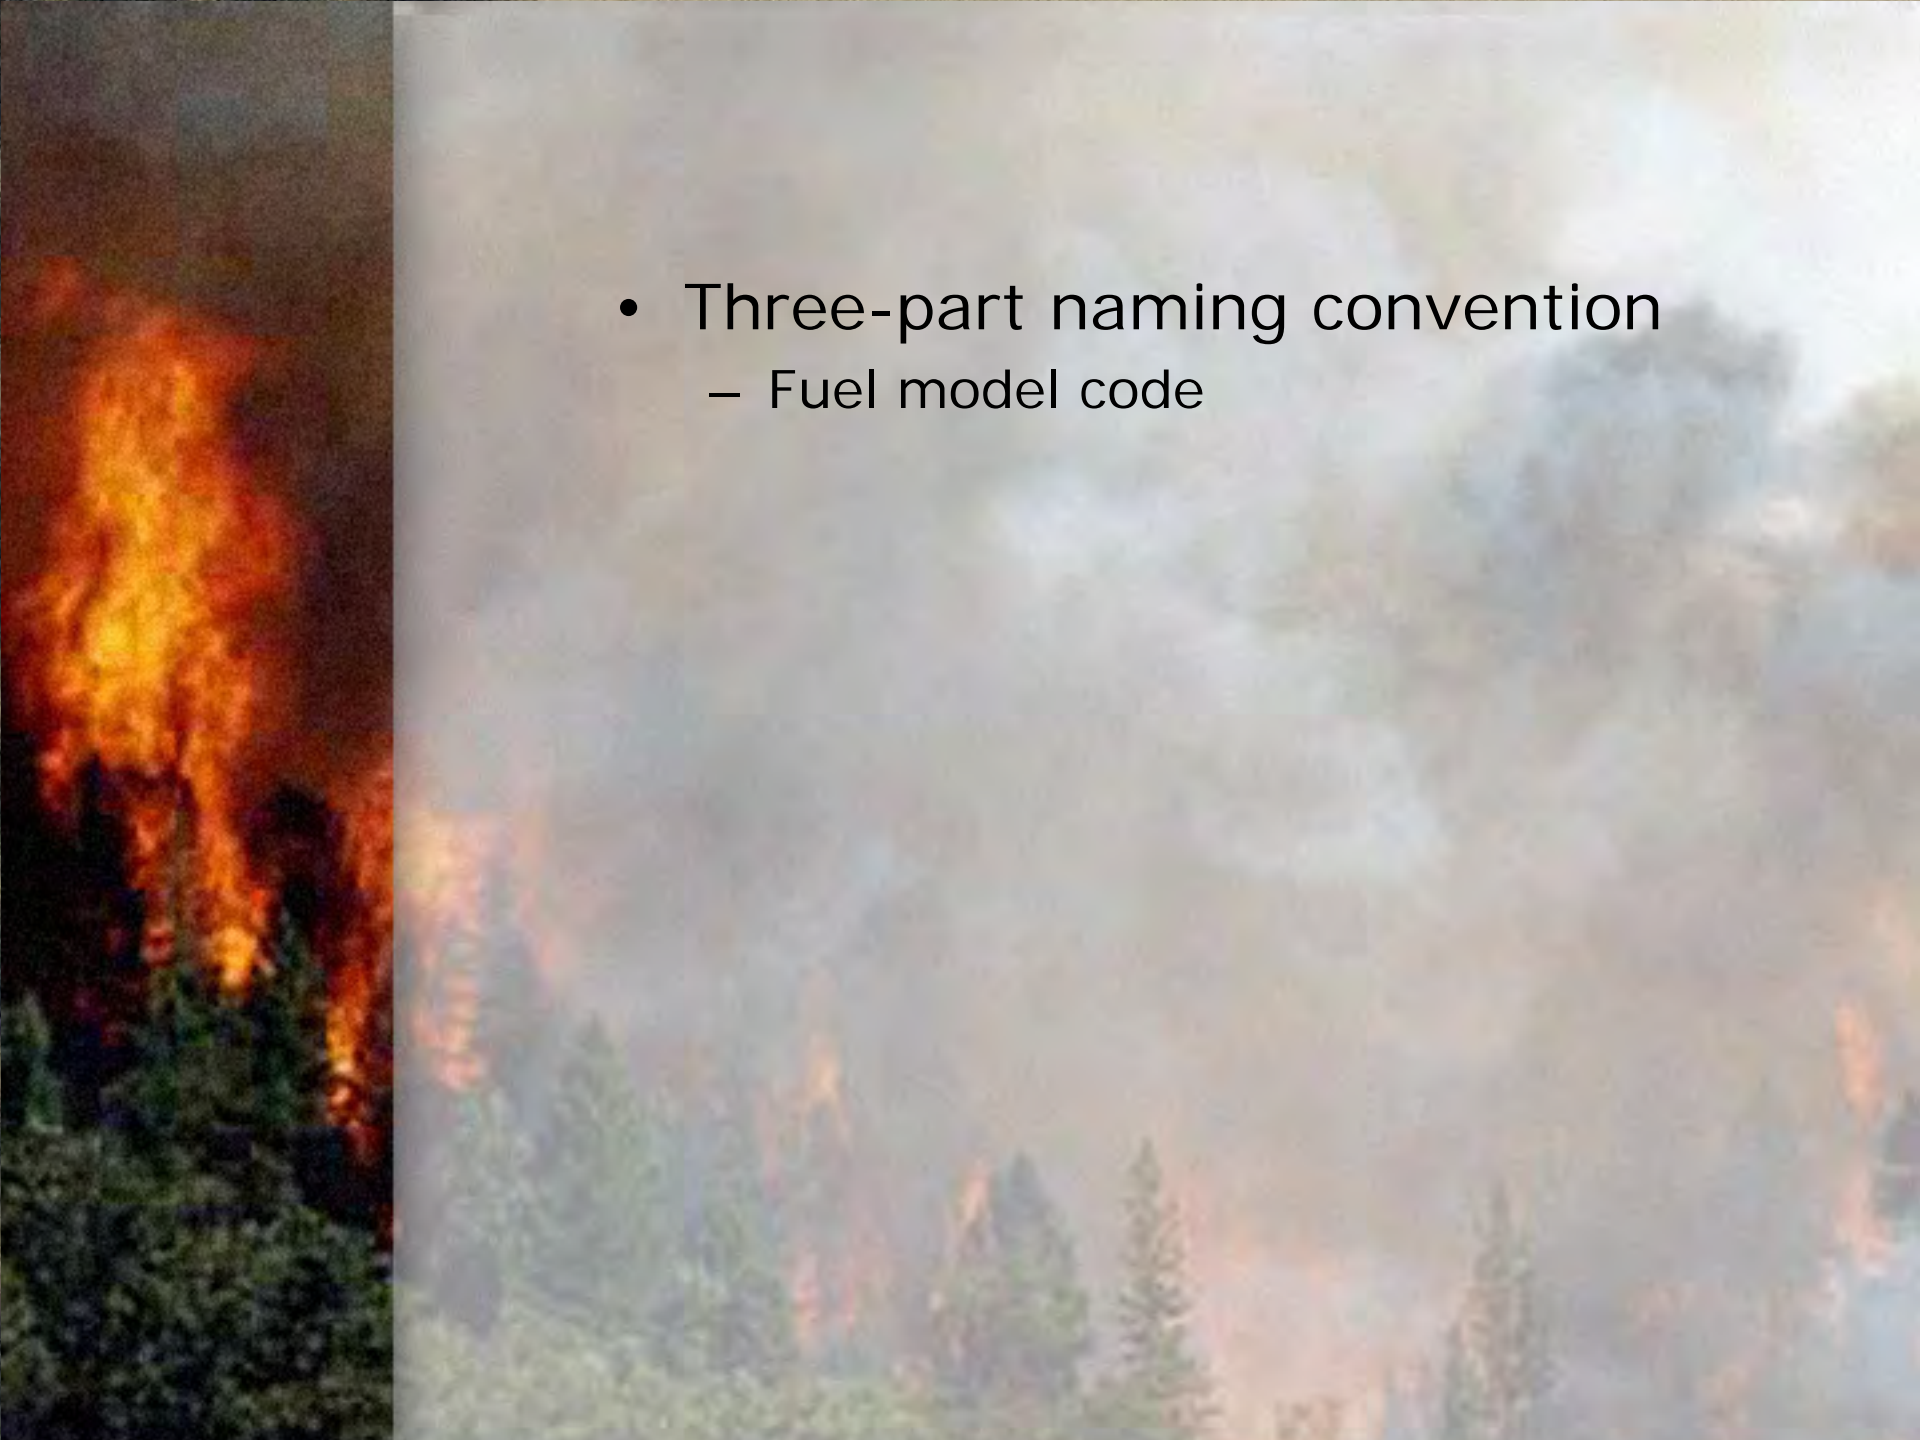 • Three-part naming convention
– Fuel model code